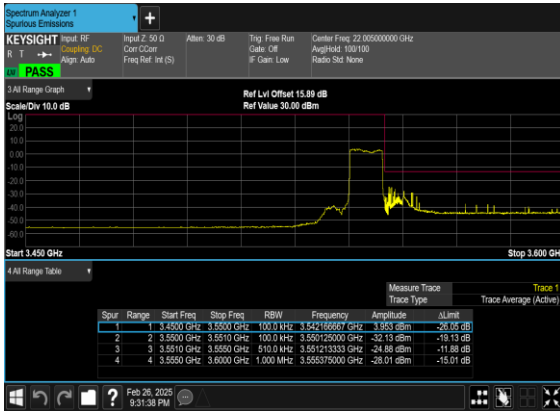 Spectrum Analyzer 1
Spurious Emissions
+
KEYSIGHT Input: RF Input Z: 50 Ω Atten: 30 dB Trig: Free Run Center Freq: 22.005000000 GHz
R T Coupling: DC Corr CCorr Gate: Off Avg|Hold: 100/100
Align: Auto Freq Ref: Int (S) IF Gain: Low Radio Std: None
PASS
3 All Range Graph
Ref Lvl Offset 15.89 dB
Scale/Div 10.0 dB Ref Value 30.00 dBm
Log
20.0
10.0
0.00
-10.0
-20.0
-30.0
-40.0
-50.0
-60.0
Start 3.450 GHz Stop 3.600 GH
4 All Range Table
Measure Trace Trace 1
Trace Type Trace Average (Active)
Spur Range Start Freq Stop Freq RBW Frequency Amplitude ΔLimit
1 1 3.4500 GHz 3.5500 GHz 100.0 kHz 3.542166667 GHz 3.953 dBm -26.05 dB
2 2 3.5500 GHz 3.5510 GHz 100.0 kHz 3.550125000 GHz -32.13 dBm -19.13 dB
3 3 3.5510 GHz 3.5550 GHz 510.0 kHz 3.551213333 GHz -24.88 dBm -11.88 dB
4 4 3.5550 GHz 3.6000 GHz 1.000 MHz 3.555375000 GHz -28.01 dBm -15.01 dB
?
Feb 26, 2025
9:31:38 PM